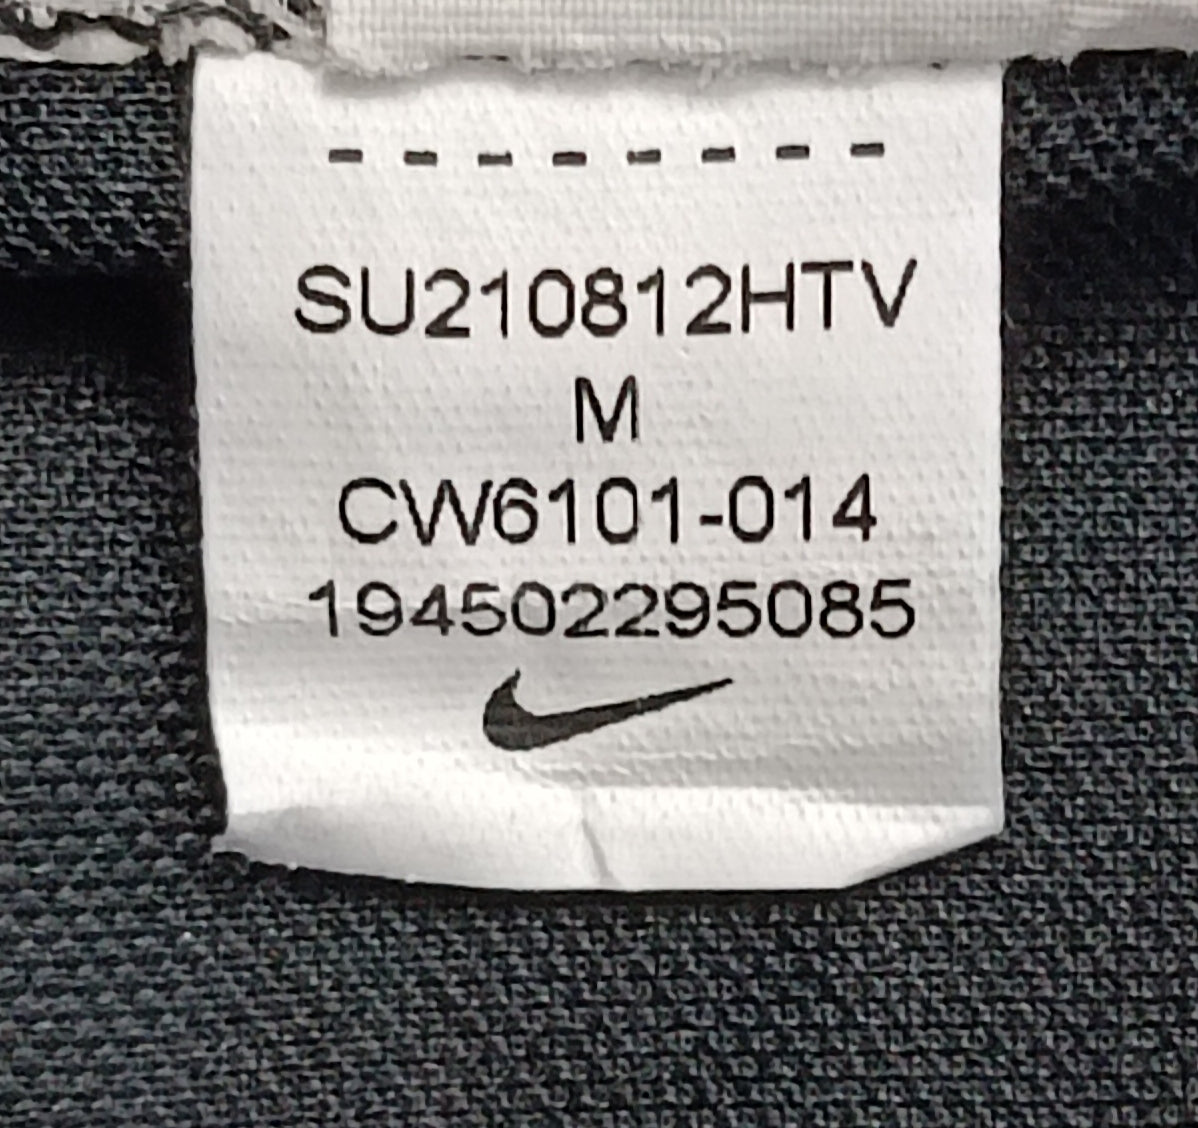 - - - - - - - -
SU210812HTV
M
CW6101-014
194502295085